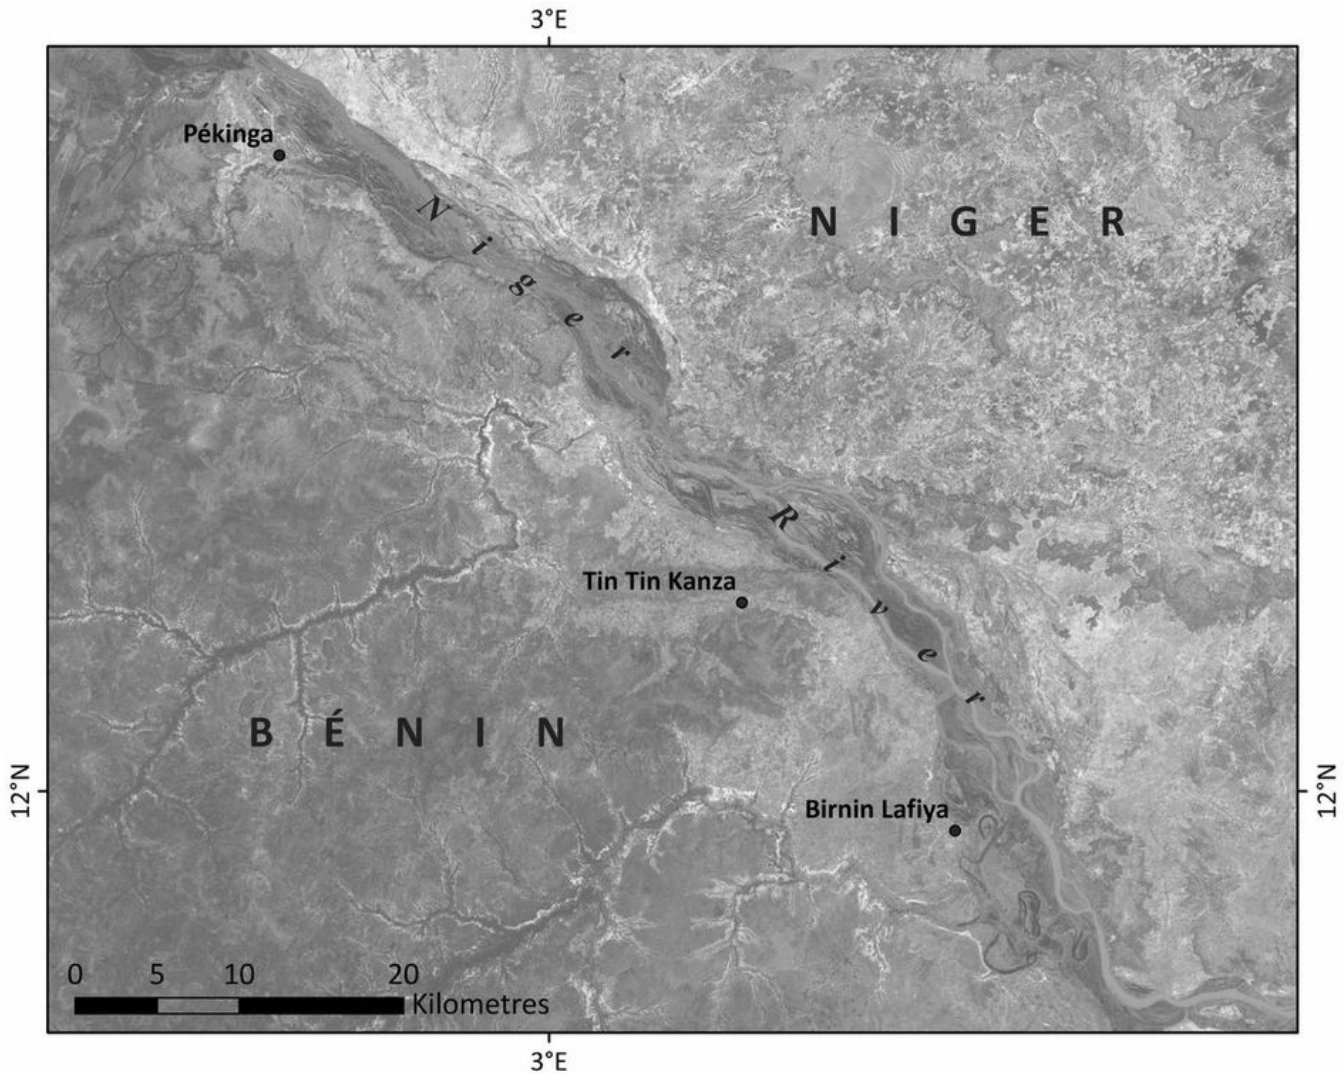 3°E
Pékinga
NIGER
Niger River
Tin Tin Kanza
BÉNIN
12°N
12°N
Birnin Lafiya
0 5 10 20
Kilometres
3°E